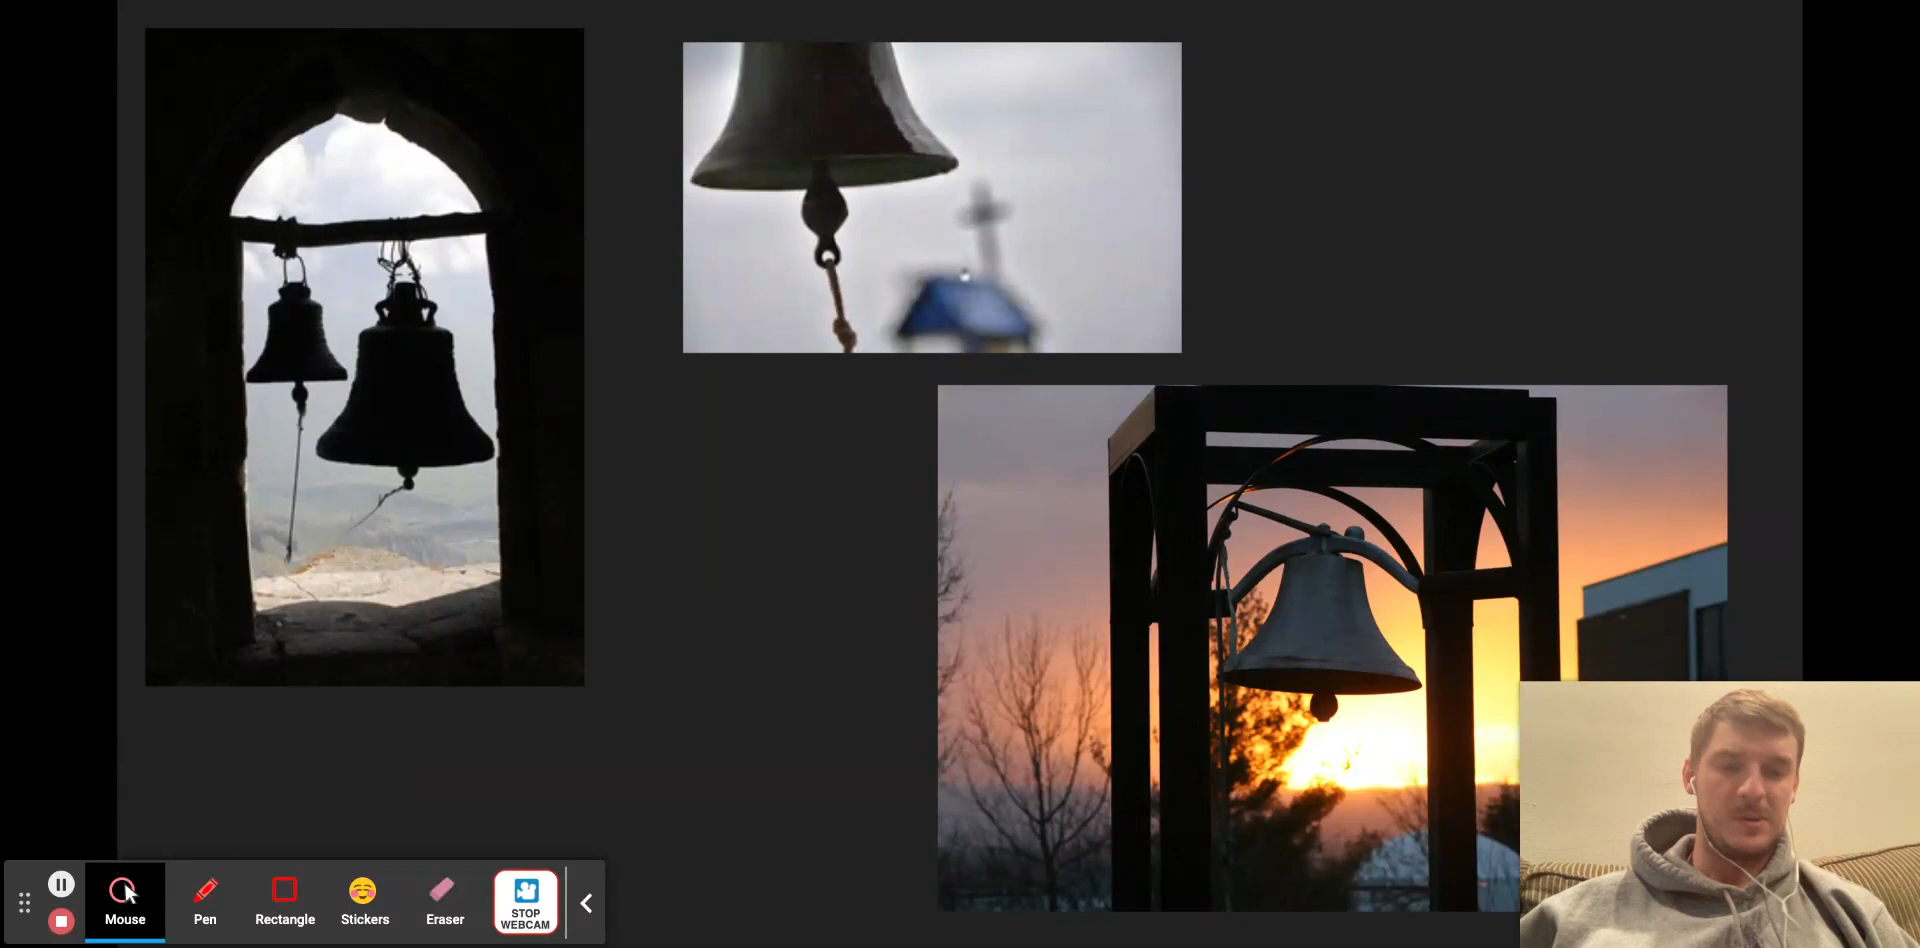 Mouse
Pen
Rectangle
Stickers
Eraser
STOP
WEBCAM